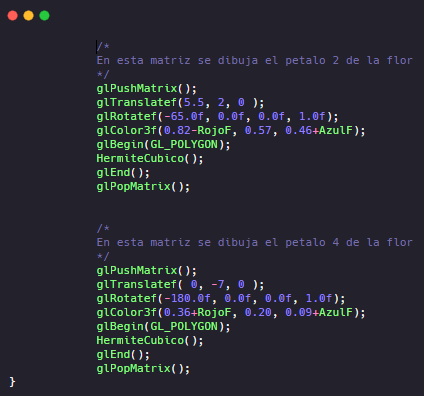 /*
En esta matriz se dibuja el petalo 2 de la flor
*/
glPushMatrix();
glTranslatef(5.5, 2, 0 );
glRotatef(-65.0f, 0.0f, 0.0f, 1.0f);
glColor3f(0.82-RojoF, 0.57, 0.46+AzulF);
glBegin(GL_POLYGON);
HermiteCubico();
glEnd();
glPopMatrix();
/*
En esta matriz se dibuja el petalo 4 de la flor
*/
glPushMatrix();
glTranslatef( 0, -7, 0 );
glRotatef(-180.0f, 0.0f, 0.0f, 1.0f);
glColor3f(0.36+RojoF, 0.20, 0.09+AzulF);
glBegin(GL_POLYGON);
HermiteCubico();
glEnd();
glPopMatrix();
}